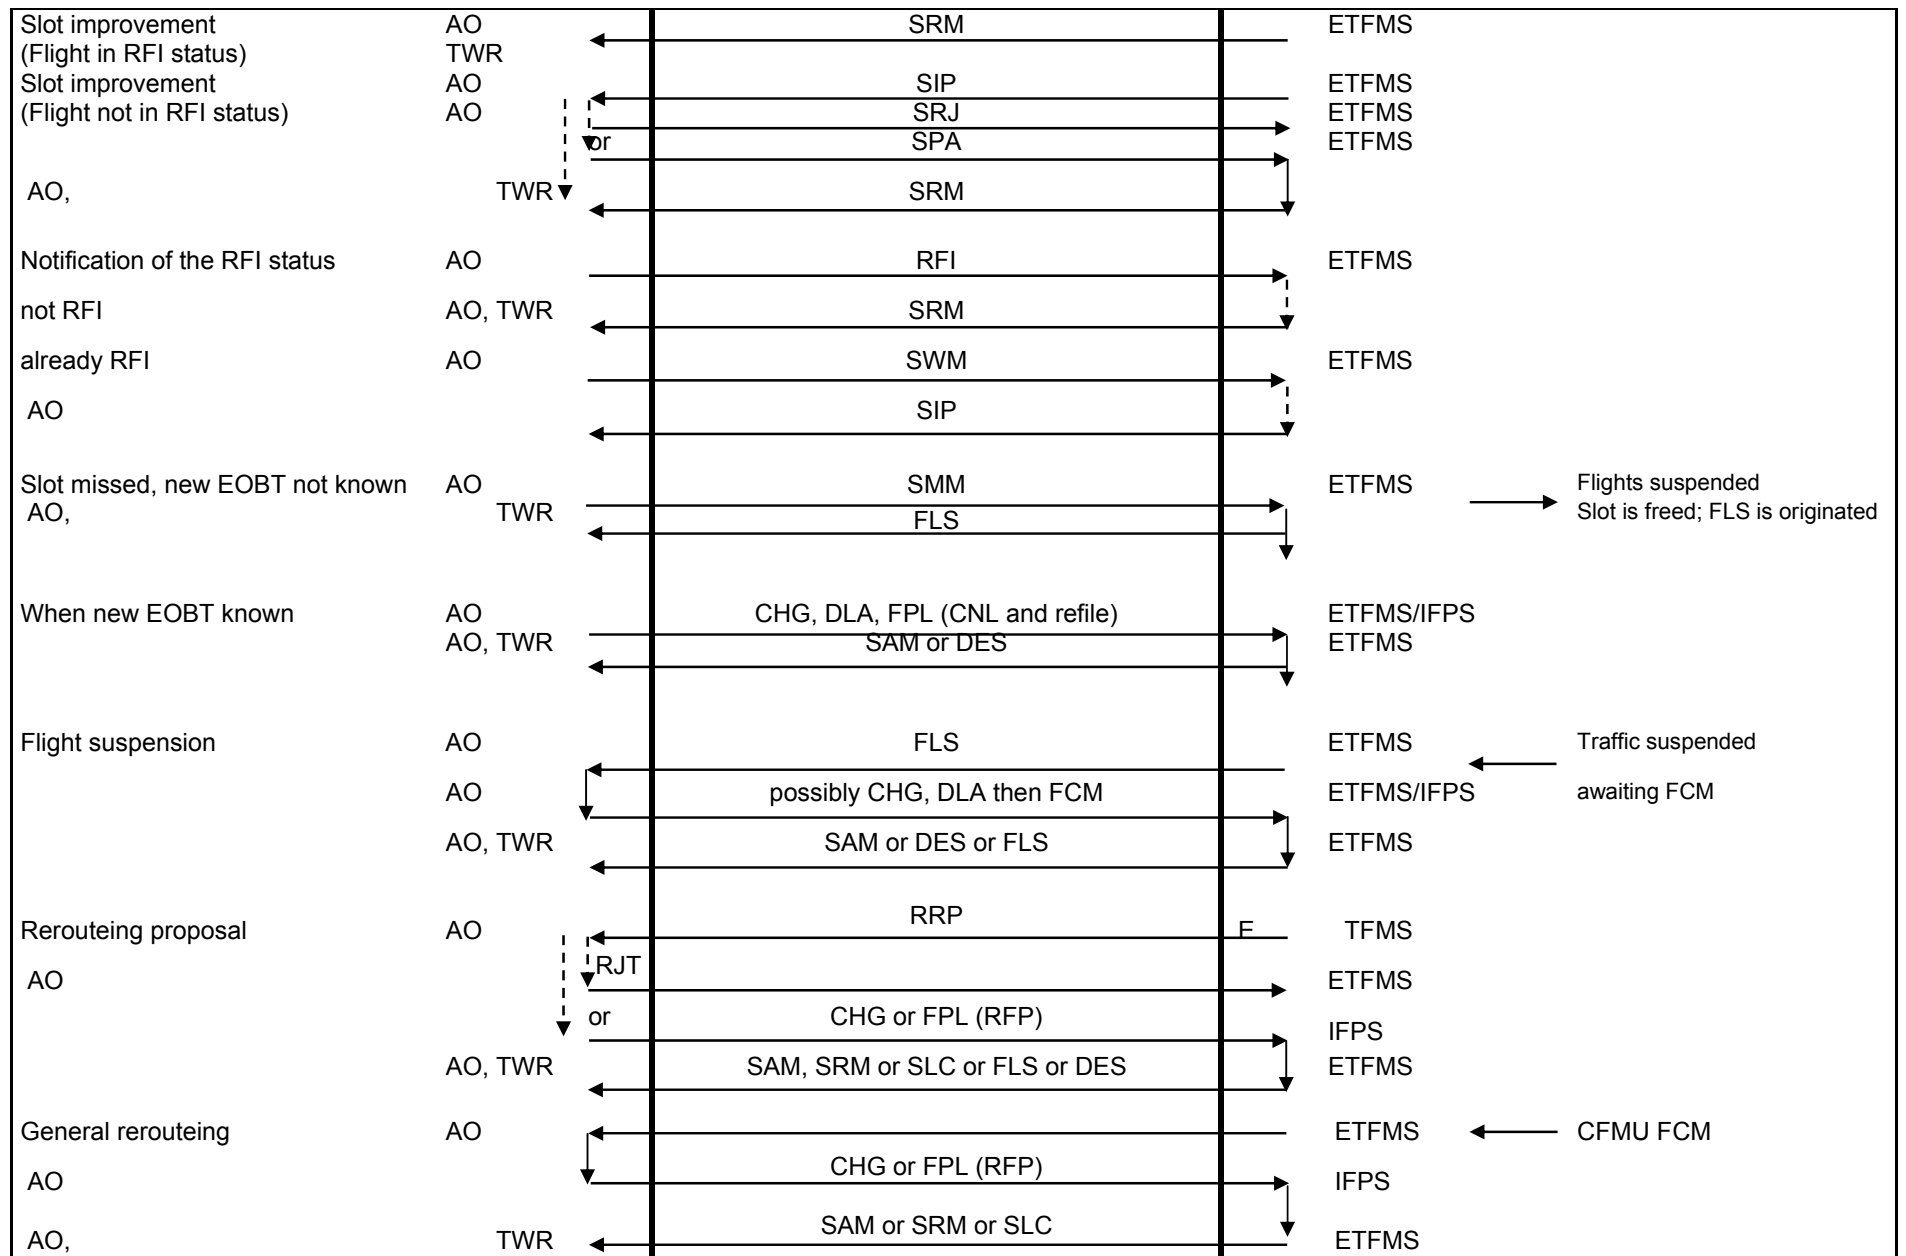 Slot improvement AO SRM ETFMS
(Flight in RFI status) TWR
Slot improvement AO SIP ETFMS
(Flight not in RFI status) AO SRJ ETFMS
or SPA ETFMS
AO, TWR SRM
Notification of the RFI status AO RFI ETFMS
not RFI AO, TWR SRM
already RFI AO SWM ETFMS
AO SIP
Slot missed, new EOBT not known AO SMM ETFMS Flights suspended
AO, TWR FLS Slot is freed; FLS is originated
When new EOBT known AO CHG, DLA, FPL (CNL and refile) ETFMS/IFPS
AO, TWR SAM or DES ETFMS
Flight suspension AO FLS ETFMS Traffic suspended
AO possibly CHG, DLA then FCM ETFMS/IFPS awaiting FCM
AO, TWR SAM or DES or FLS ETFMS
RRP
Rerouteing proposal AO E TFMS
RJT
AO ETFMS
or CHG or FPL (RFP)
IFPS
AO, TWR SAM, SRM or SLC or FLS or DES ETFMS
General rerouteing AO ETFMS CFMU FCM
CHG or FPL (RFP)
AO IFPS
SAM or SRM or SLC
AO, TWR ETFMS